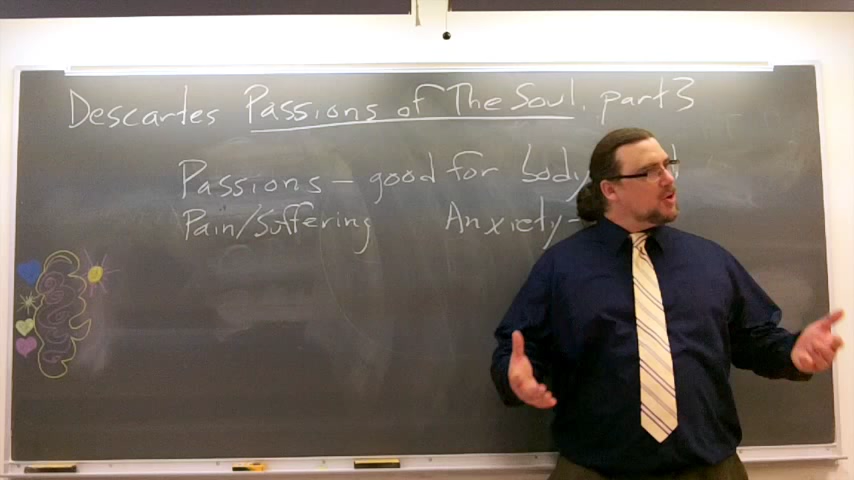 Descartes Passions of The Soul, part 3
Passions - good for body
Pain/Suffering Anxiety-